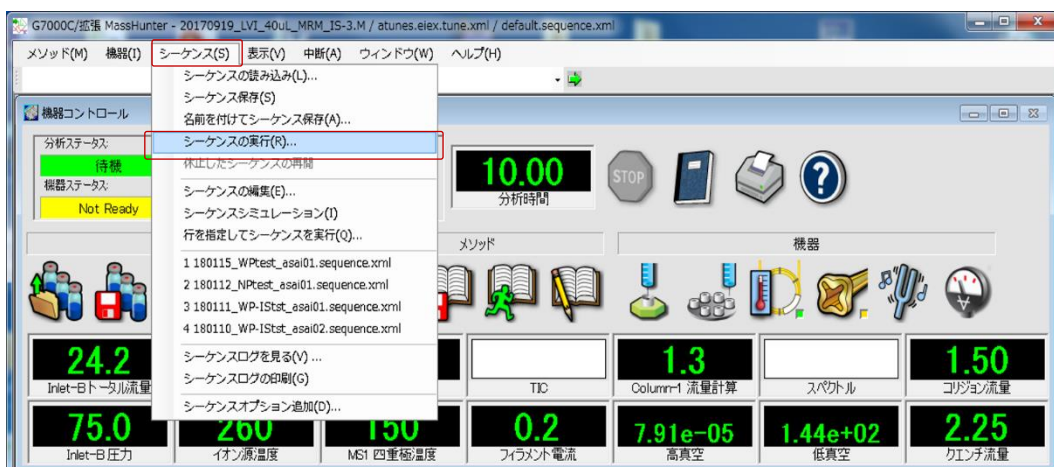 G7000C/拡張 MassHunter - 20170919_LVI_40uL_MRM_IS-3.M / atunes.eiex.tune.xml / default.sequence.xml
メソッド(M) 機器(I) シーケンス(S) 表示(V) 中断(A) ウィンドウ(W) ヘルプ(H)
シーケンスの読み込み(L)...
シーケンス保存(S)
名前を付けてシーケンス保存(A)...
シーケンスの実行(R)...
休止したシーケンスの再開
シーケンスの編集(E)...
シーケンスシミュレーション(I)
行を指定してシーケンスを実行(Q)...
1 180115_WPtest_asai01.sequence.xml
2 180112_NPtest_asai01.sequence.xml
3 180111_WP-IStst_asai01.sequence.xml
4 180110_WP-IStst_asai02.sequence.xml
シーケンスログを見る(V) ...
シーケンスログの印刷(G)
シーケンスオプション追加(D)...
機器コントロール
分析ステータス:
待機
機器ステータス:
Not Ready
10.00
分析時間
STOP
メソッド 機器
24.2 1.3 1.50
Inlet-Bトータル流量 TIC Column-1 流量計算 スペクトル コリジョン流量
75.0 260 150 0.2 7.91e-05 1.44e+02 2.25
Inlet-B 圧力 イオン源温度 MS1 四重極温度 フィラメント電流 高真空 低真空 クエンチ流量